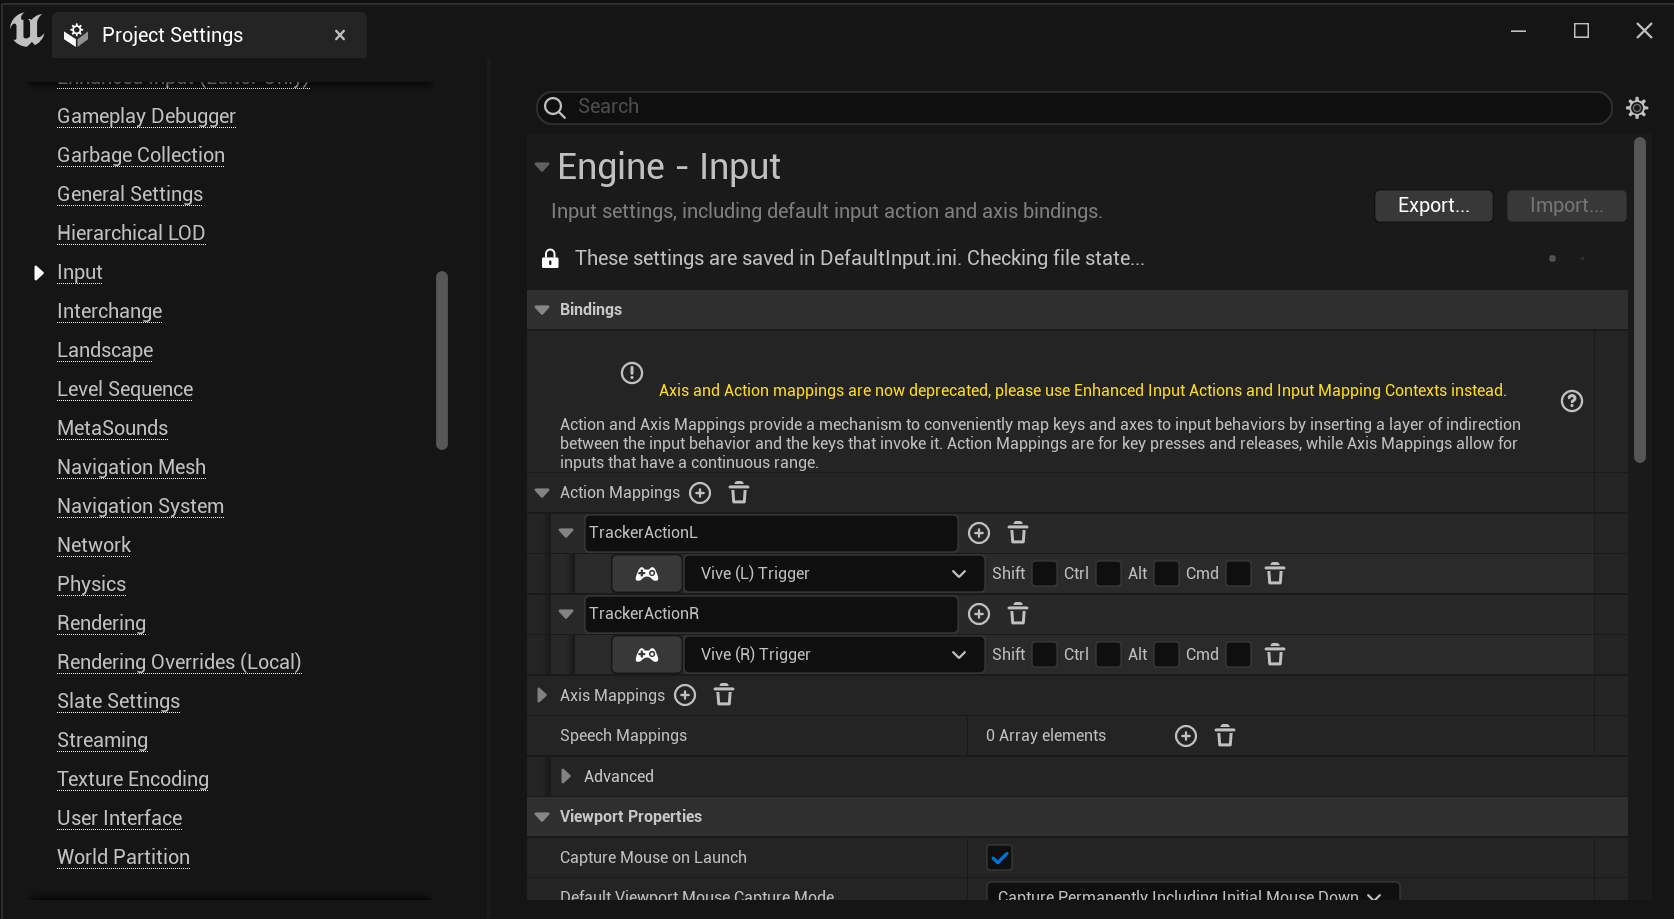 Project Settings
Enhanced Input (Editor Only)
Gameplay Debugger
Garbage Collection
General Settings
Hierarchical LOD
Input
Interchange
Landscape
Level Sequence
MetaSounds
Navigation Mesh
Navigation System
Network
Physics
Rendering
Rendering Overrides (Local)
Slate Settings
Streaming
Texture Encoding
User Interface
World Partition
Search
Engine - Input
Input settings, including default input action and axis bindings.
Export... Import...
These settings are saved in DefaultInput.ini. Checking file state...
Bindings
Axis and Action mappings are now deprecated, please use Enhanced Input Actions and Input Mapping Contexts instead.
Action and Axis Mappings provide a mechanism to conveniently map keys and axes to input behaviors by inserting a layer of indirection
between the input behavior and the keys that invoke it. Action Mappings are for key presses and releases, while Axis Mappings allow for
inputs that have a continuous range.
Action Mappings
TrackerActionL
Vive (L) Trigger Shift Ctrl Alt Cmd
TrackerActionR
Vive (R) Trigger Shift Ctrl Alt Cmd
Axis Mappings
Speech Mappings 0 Array elements
Advanced
Viewport Properties
Capture Mouse on Launch
Default Viewport Mouse Capture Mode Capture Permanently Including Initial Mouse Down